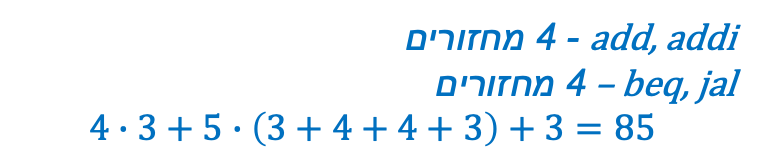 add, addi - 4 מחזורים
beq, jal – 4 מחזורים
4 · 3 + 5 · (3 + 4 + 4 + 3) + 3 = 85